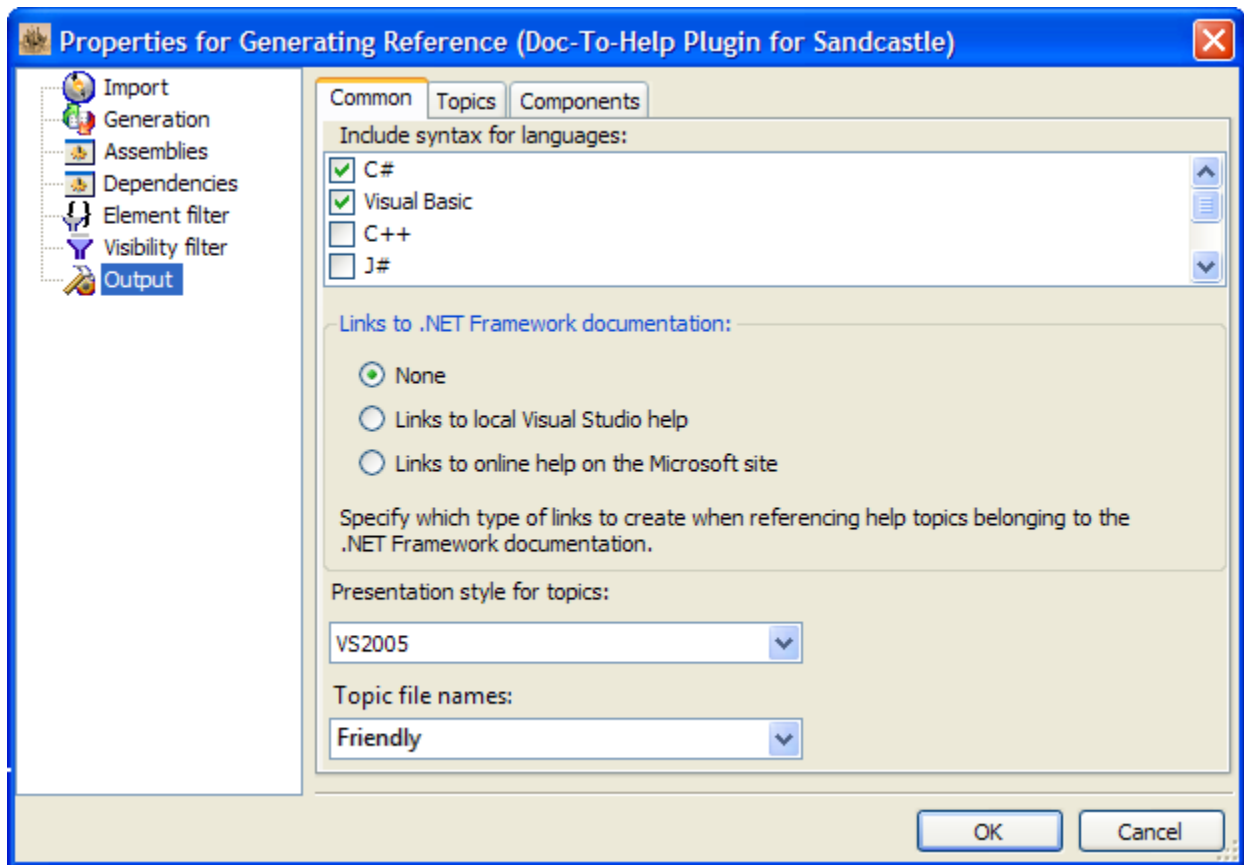 Properties for Generating Reference (Doc-To-Help Plugin for Sandcastle)
Import
Generation
Assemblies
Dependencies
Element filter
Visibility filter
Output
Common
Topics
Components
Include syntax for languages:
C#
Visual Basic
C++
J#
Links to .NET Framework documentation:
None
Links to local Visual Studio help
Links to online help on the Microsoft site
Specify which type of links to create when referencing help topics belonging to the
.NET Framework documentation.
Presentation style for topics:
VS2005
Topic file names:
Friendly
OK
Cancel